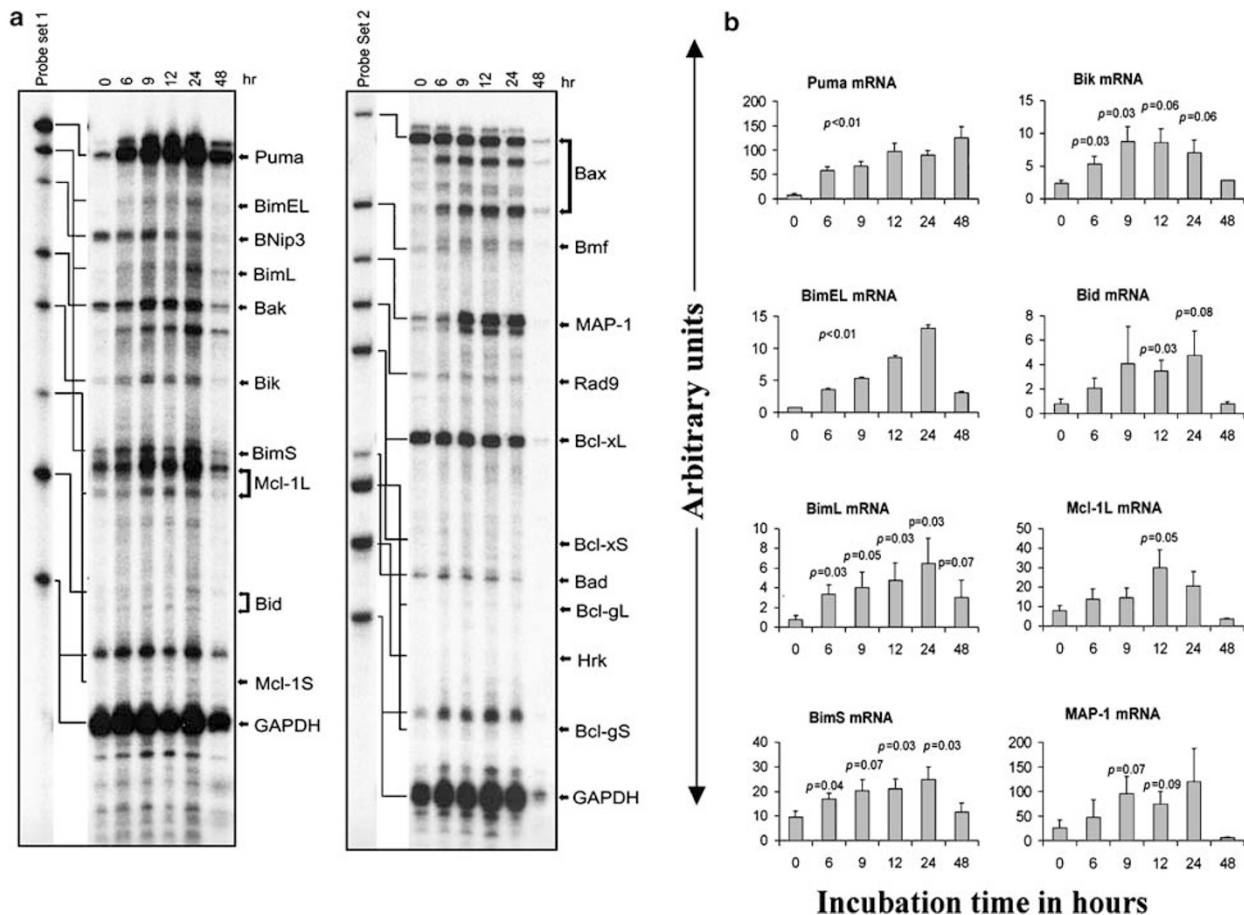 a
Probe set 1
0 6 9 12 24 48 hr
Puma
BimEL
BNip3
BimL
Bak
Bik
BimS
Mcl-1L
Bid
Mcl-1S
GAPDH
Probe Set 2
0 6 9 12 24 48 hr
Bax
Bmf
MAP-1
Rad9
Bcl-xL
Bcl-xS
Bad
Bcl-gL
Hrk
Bcl-gS
GAPDH
b
Arbitrary units
Puma mRNA
200
150
100
50
0
p<0.01
0 6 9 12 24 48
Bik mRNA
15
10
5
0
p=0.03 p=0.03 p=0.06 p=0.06
0 6 9 12 24 48
BimEL mRNA
15
10
5
0
p<0.01
0 6 9 12 24 48
Bid mRNA
8
6
4
2
0
p=0.03 p=0.08
0 6 9 12 24 48
BimL mRNA
10
8
6
4
2
0
p=0.03 p=0.05 p=0.03 p=0.03 p=0.07
0 6 9 12 24 48
Mcl-1L mRNA
50
40
30
20
10
0
p=0.05
0 6 9 12 24 48
BimS mRNA
40
30
20
10
0
p=0.04 p=0.07 p=0.03 p=0.03
0 6 9 12 24 48
MAP-1 mRNA
200
150
100
50
0
p=0.07 p=0.09
0 6 9 12 24 48
Incubation time in hours